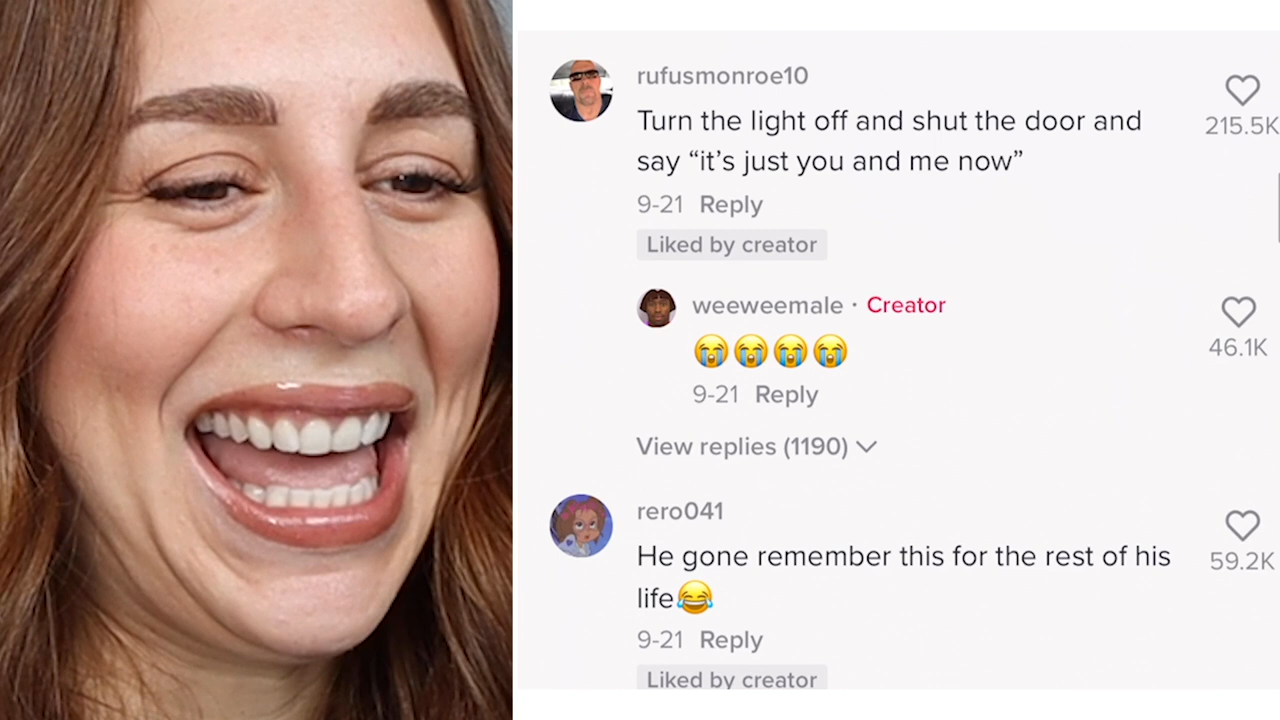 rufusmonroe10
Turn the light off and shut the door and
say “it’s just you and me now”
215.5K
9-21 Reply
Liked by creator
weeweemale · Creator
😭😭😭😭
46.1K
9-21 Reply
View replies (1190)
rero041
He gone remember this for the rest of his
life😂
59.2K
9-21 Reply
Liked by creator